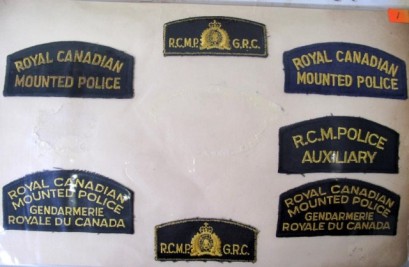 ROYAL CANADIAN
MOUNTED POLICE
R.C.M.P. G.R.C.
ROYAL CANADIAN
MOUNTED POLICE
R.C.M.POLICE
AUXILIARY
ROYAL CANADIAN
MOUNTED POLICE
GENDARMERIE
ROYALE DU CANADA
R.C.M.P. G.R.C.
ROYAL CANADIAN
MOUNTED POLICE
GENDARMERIE
ROYALE DU CANADA